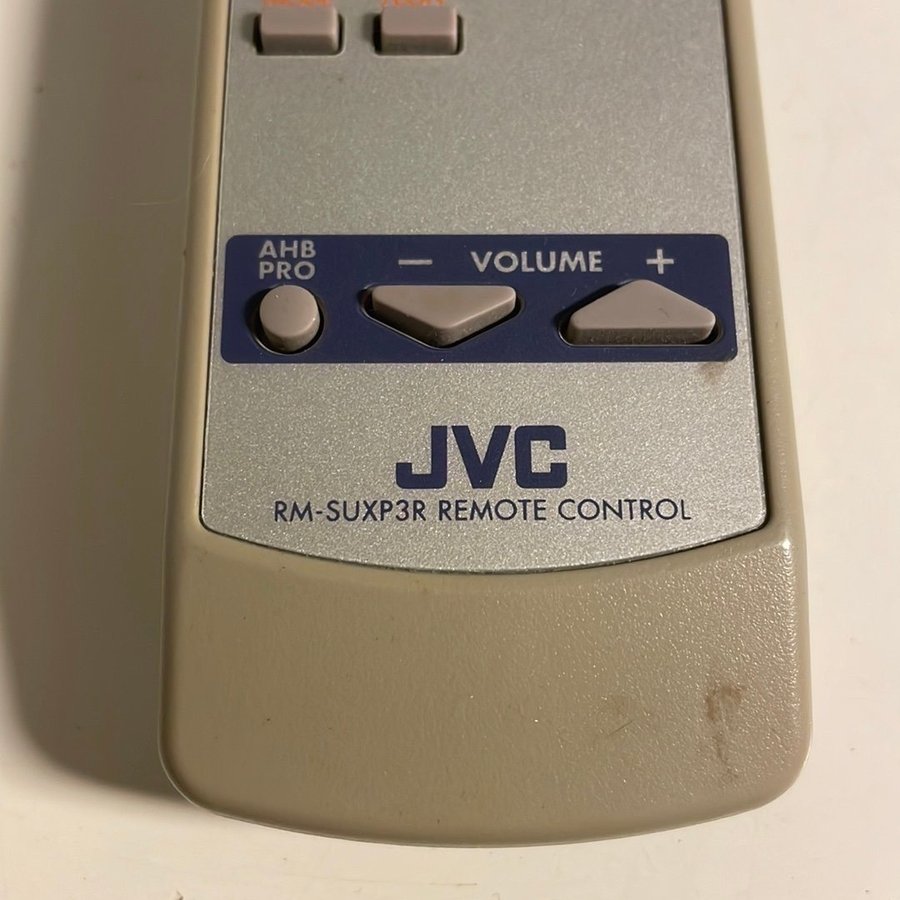 AHB
PRO
− VOLUME +
JVC
RM-SUXP3R REMOTE CONTROL